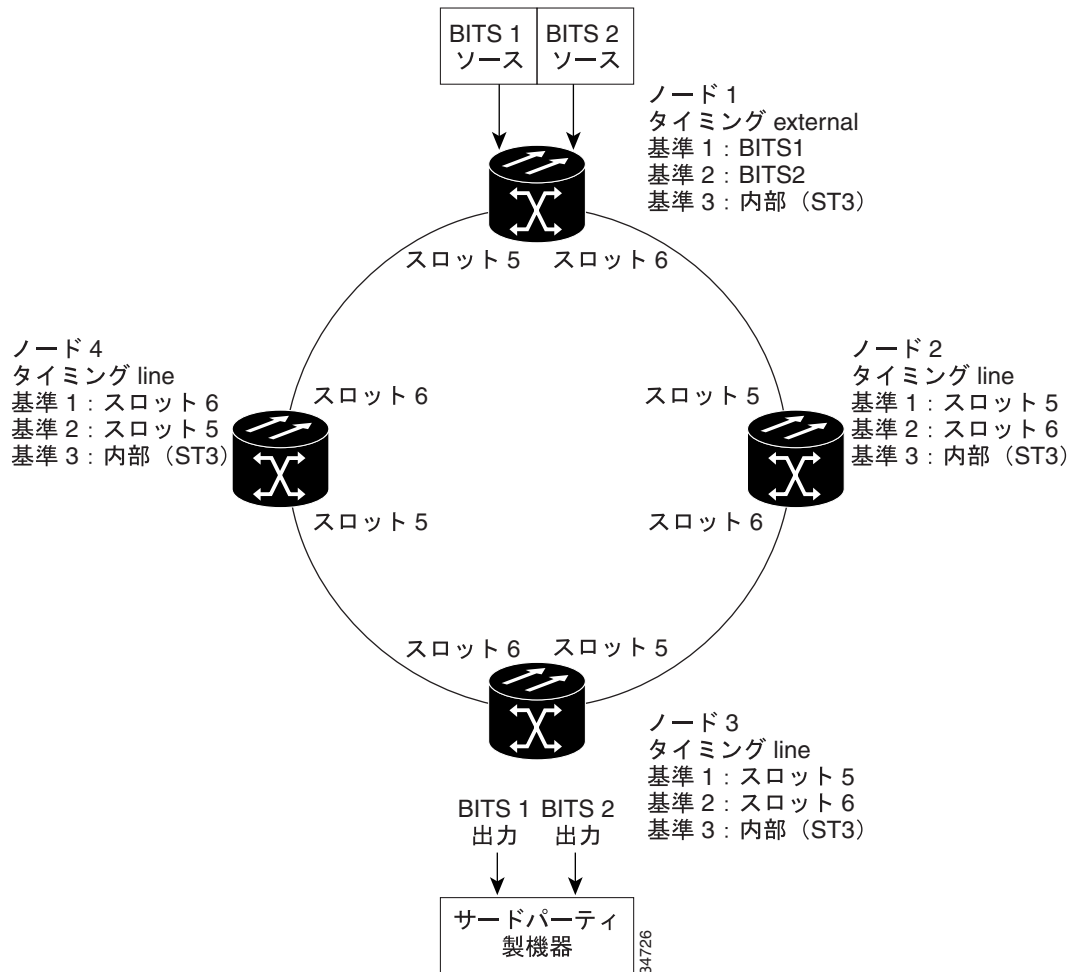 BITS 1
ソース
BITS 2
ソース
ノード 1
タイミング external
基準 1：BITS1
基準 2：BITS2
基準 3：内部（ST3）
スロット 5
スロット 6
ノード 4
タイミング line
基準 1：スロット 6
基準 2：スロット 5
基準 3：内部（ST3）
スロット 6
スロット 5
スロット 5
スロット 6
ノード 2
タイミング line
基準 1：スロット 5
基準 2：スロット 6
基準 3：内部（ST3）
スロット 6
スロット 5
ノード 3
タイミング line
基準 1：スロット 5
基準 2：スロット 6
基準 3：内部（ST3）
BITS 1
出力
BITS 2
出力
サードパーティ
製機器
34726